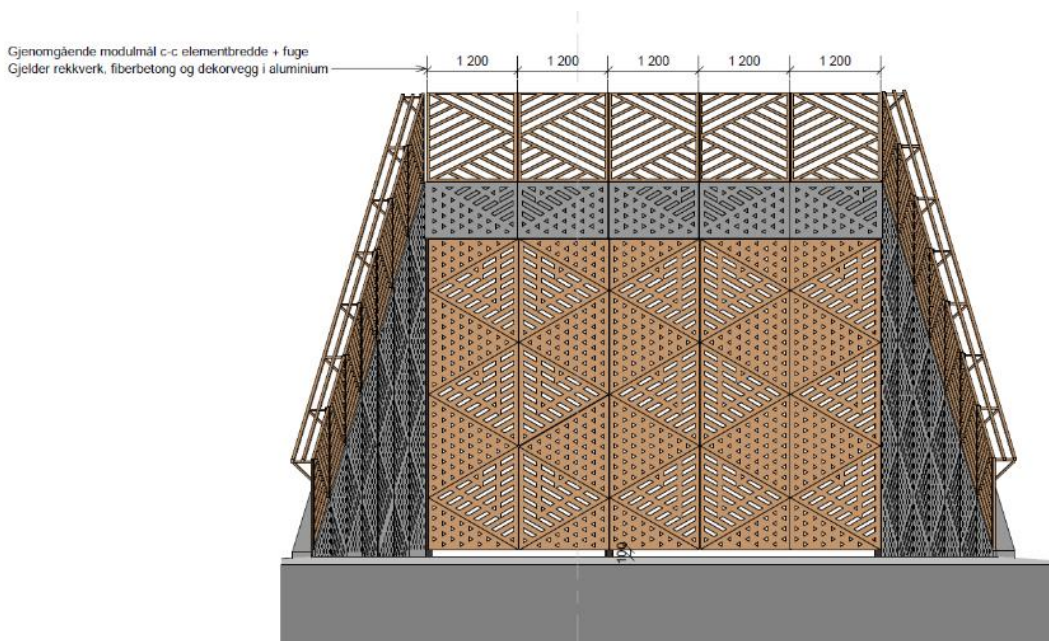 Gjenomgående modulmål c-c elementbredde + fuge
Gjelder rekkverk, fiberbetong og dekorvegg i aluminium
1 200 1 200 1 200 1 200 1 200
100